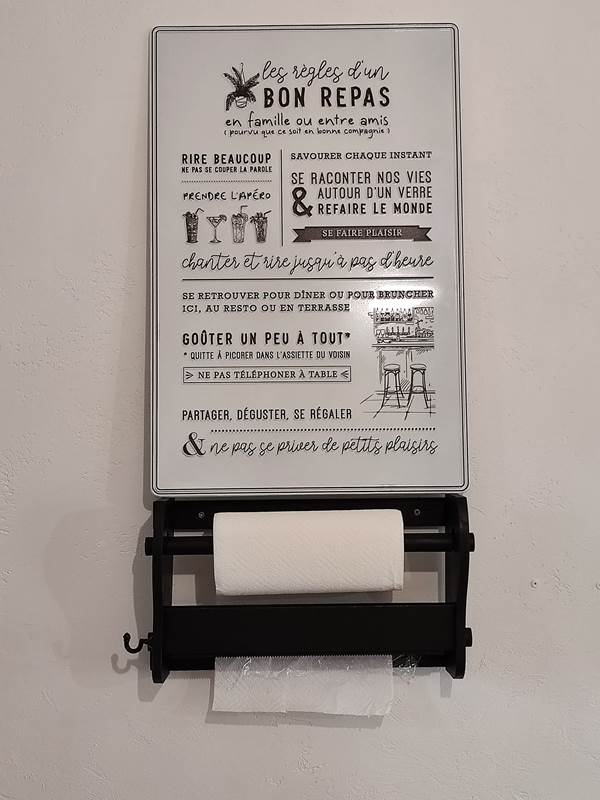 les règles d'un
BON REPAS
en famille ou entre amis
( pourvu que ce soit en bonne compagnie )
RIRE BEAUCOUP
NE PAS SE COUPER LA PAROLE
PRENDRE L'APÉRO
SAVOURER CHAQUE INSTANT
SE RACONTER NOS VIES
AUTOUR D'UN VERRE
& REFAIRE LE MONDE
SE FAIRE PLAISIR
chanter et rire jusqu'à pas d'heure
SE RETROUVER POUR DÎNER OU POUR BRUNCHER
ICI, AU RESTO OU EN TERRASSE
GOÛTER UN PEU À TOUT*
* QUITTE À PICORER DANS L'ASSIETTE DU VOISIN
NE PAS TÉLÉPHONER À TABLE
PARTAGER, DÉGUSTER, SE RÉGALER
& ne pas se priver de petits plaisirs